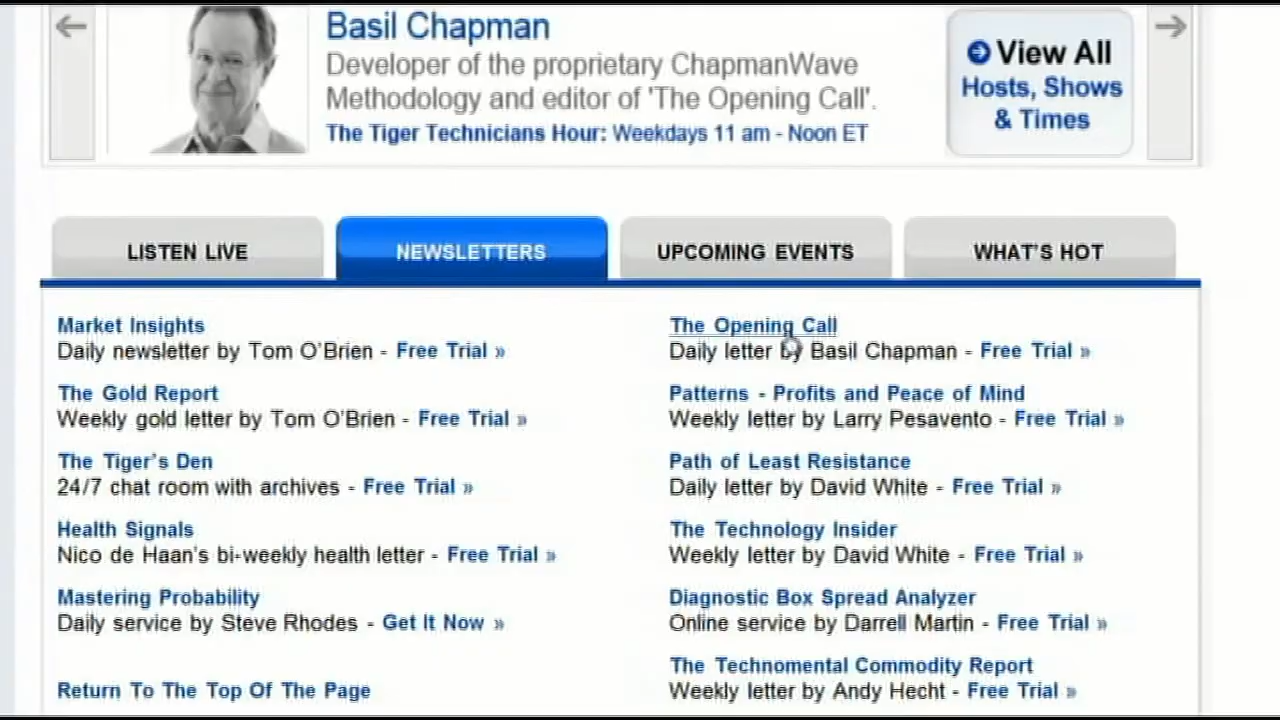 Basil Chapman
Developer of the proprietary ChapmanWave
Methodology and editor of 'The Opening Call'.
The Tiger Technicians Hour: Weekdays 11 am - Noon ET
View All
Hosts, Shows
& Times
LISTEN LIVE
NEWSLETTERS
UPCOMING EVENTS
WHAT'S HOT
Market Insights
Daily newsletter by Tom O'Brien - Free Trial »
The Gold Report
Weekly gold letter by Tom O'Brien - Free Trial »
The Tiger's Den
24/7 chat room with archives - Free Trial »
Health Signals
Nico de Haan's bi-weekly health letter - Free Trial »
Mastering Probability
Daily service by Steve Rhodes - Get It Now »
Return To The Top Of The Page
The Opening Call
Daily letter by Basil Chapman - Free Trial »
Patterns - Profits and Peace of Mind
Weekly letter by Larry Pesavento - Free Trial »
Path of Least Resistance
Daily letter by David White - Free Trial »
The Technology Insider
Weekly letter by David White - Free Trial »
Diagnostic Box Spread Analyzer
Online service by Darrell Martin - Free Trial »
The Technomental Commodity Report
Weekly letter by Andy Hecht - Free Trial »